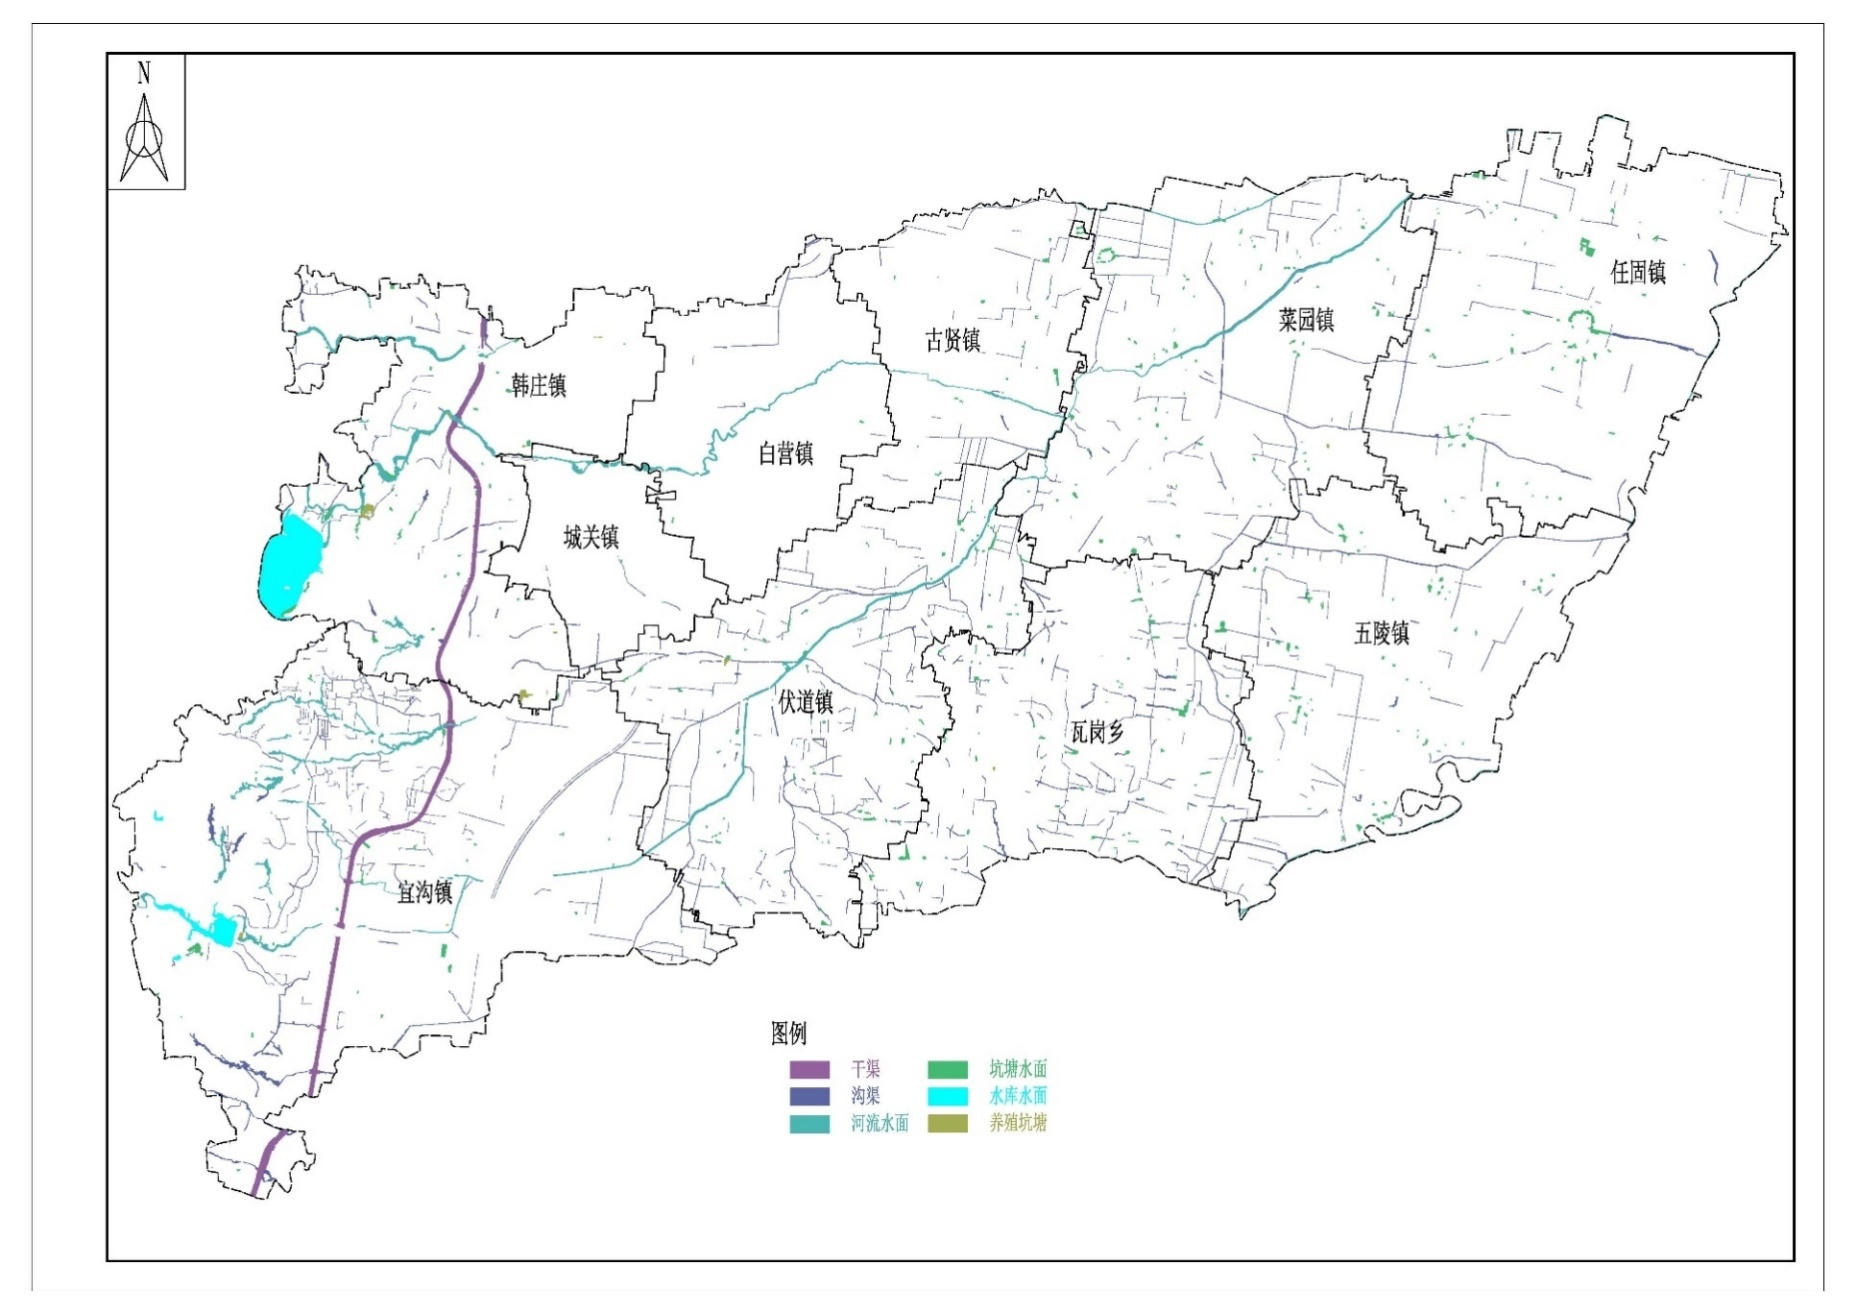 N
任固镇
菜园镇
古贤镇
韩庄镇
白营镇
城关镇
五陵镇
伏道镇
瓦岗乡
宜沟镇
图例
干渠
坑塘水面
沟渠
水库水面
河流水面
养殖坑塘